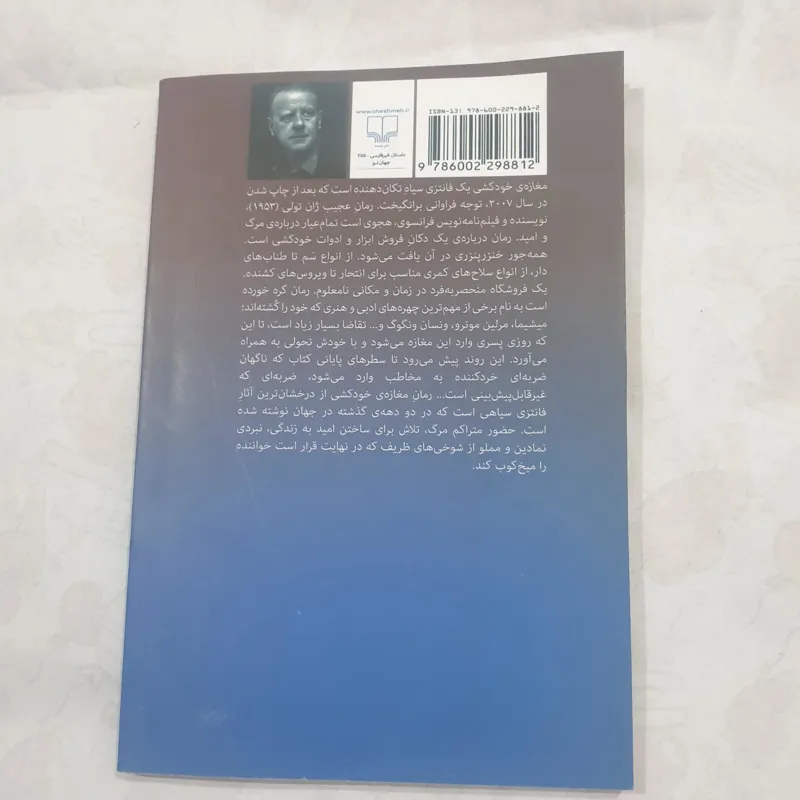 www.cheshmeh.ir
نشر چشمه
داستان غیرفارسی - ۲۵۵
جهان نو
ISBN-13: 978-600-229-881-2
9 786002 298812
مغازه‌ی خودکشی یک فانتزی سیاه تکان‌دهنده است که بعد از چاپ شدن
در سال ۲۰۰۷، توجه فراوانی برانگیخت. رمانِ عجیب ژان تولی (۱۹۵۳)،
نویسنده و فیلم‌نامه‌نویس فرانسوی، هجوی است تمام‌عیار درباره‌ی مرگ
و امید. رمان درباره‌ی یک دکانِ فروش ابزار و ادوات خودکشی است.
همه‌جور خنزرپنزری در آن یافت می‌شود. از انواع سَم تا طناب‌های
دار، از انواع سلاح‌های کمری مناسب برای انتحار تا ویروس‌های کشنده.
یک فروشگاه منحصربه‌فرد در زمان و مکانی نامعلوم. رمان گره خورده
است به نام برخی از مهم‌ترین چهره‌های ادبی و هنری که خود را کُشته‌اند؛
میشیما، مرلین مونرو، ونسان ونگوگ و... تقاضا بسیار زیاد است، تا این
که روزی پسری وارد این مغازه می‌شود و با خودش تحولی به همراه
می‌آورد. این روند پیش می‌رود تا سطرهای پایانی کتاب که ناگهان
ضربه‌ای خردکننده به مخاطب وارد می‌شود، ضربه‌ای که
غیرقابل‌پیش‌بینی است... رمانِ مغازه‌ی خودکشی از درخشان‌ترین آثارِ
فانتزی سیاهی است که در دو دهه‌ی گذشته در جهان نوشته شده
است. حضور متراکم مرگ، تلاش برای ساختن امید به زندگی، نبردی
نمادین و مملو از شوخی‌های ظریف که در نهایت قرار است خواننده
را میخ‌کوب کند.